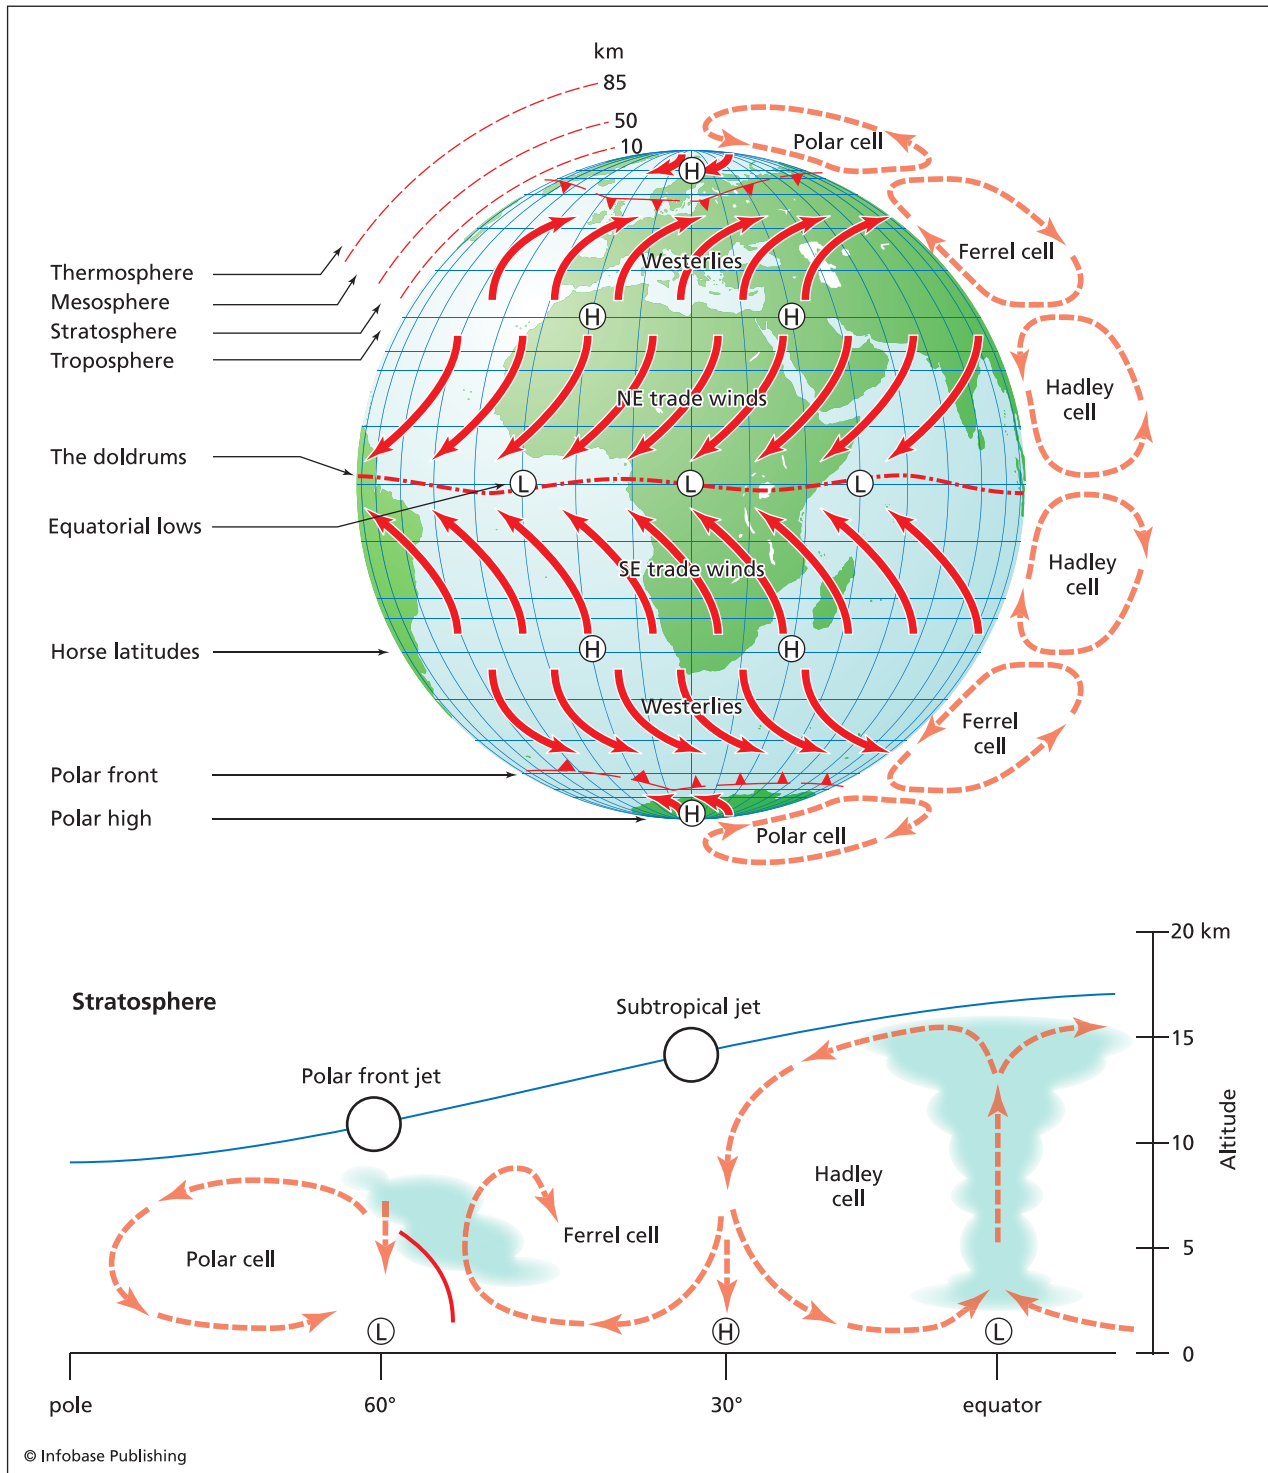 km
85
50
10
Polar cell
H
Ferrel cell
Westerlies
Thermosphere
Mesosphere
Stratosphere
Troposphere
H
H
Hadley
cell
NE trade winds
The doldrums
L
L
L
Equatorial lows
SE trade winds
Hadley
cell
Horse latitudes
H
H
Westerlies
Ferrel
cell
Polar front
Polar high
H
Polar cell
20 km
Stratosphere
Subtropical jet
15
Polar front jet
10
Altitude
Hadley
cell
Ferrel cell
Polar cell
5
L
H
L
0
pole
60°
30°
equator
© Infobase Publishing